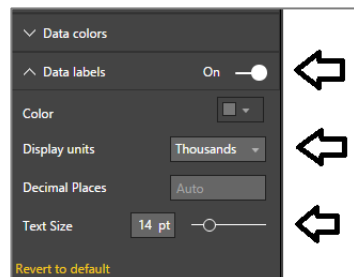 Data colors
Data labels On
Color
Display units Thousands
Decimal Places Auto
Text Size 14 pt
Revert to default